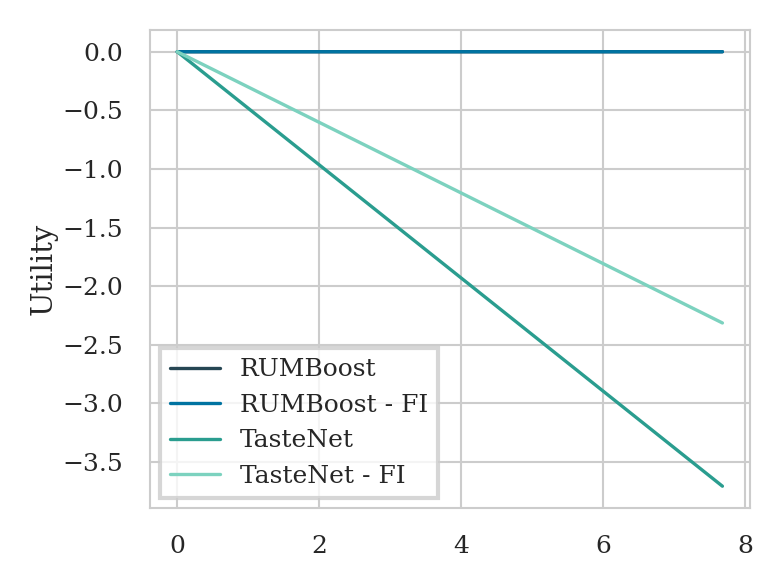 0.0
−0.5
−1.0
−1.5
−2.0
−2.5
−3.0
−3.5
Utility
RUMBoost
RUMBoost - FI
TasteNet
TasteNet - FI
0 2 4 6 8